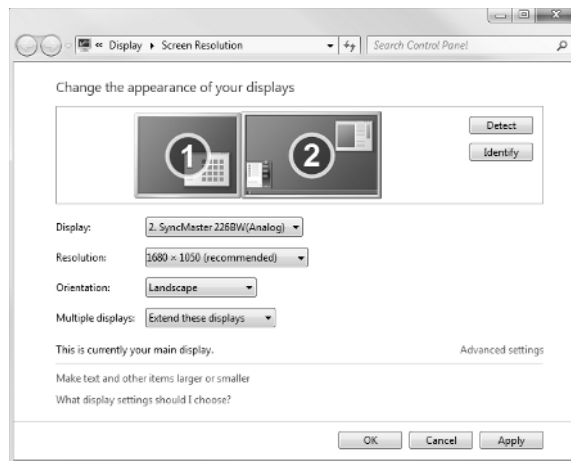 « Display ▸ Screen Resolution
Search Control Panel
Change the appearance of your displays
1
2
Detect
Identify
Display: 2. SyncMaster 226BW(Analog)
Resolution: 1680 × 1050 (recommended)
Orientation: Landscape
Multiple displays: Extend these displays
This is currently your main display. Advanced settings
Make text and other items larger or smaller
What display settings should I choose?
OK Cancel Apply